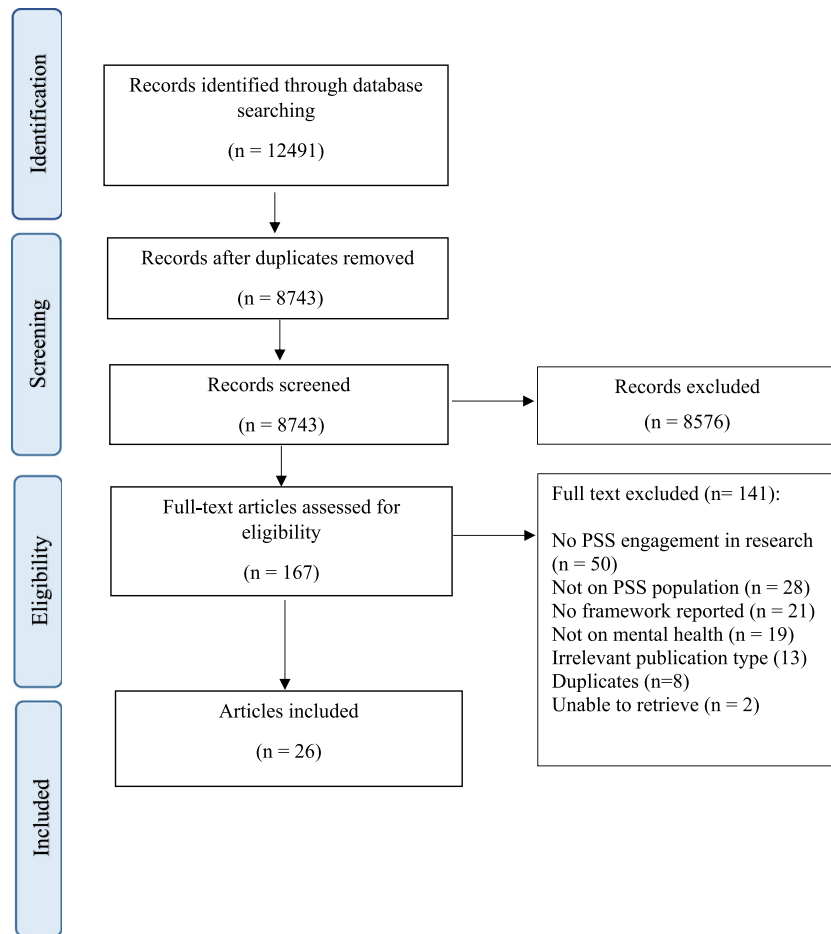 Identification
Records identified through database
searching
(n = 12491)
Screening
Records after duplicates removed
(n = 8743)
Records screened
(n = 8743)
Records excluded
(n = 8576)
Eligibility
Full-text articles assessed for
eligibility
(n = 167)
Full text excluded (n= 141):
No PSS engagement in research
(n = 50)
Not on PSS population (n = 28)
No framework reported (n = 21)
Not on mental health (n = 19)
Irrelevant publication type (13)
Duplicates (n=8)
Unable to retrieve (n = 2)
Included
Articles included
(n = 26)